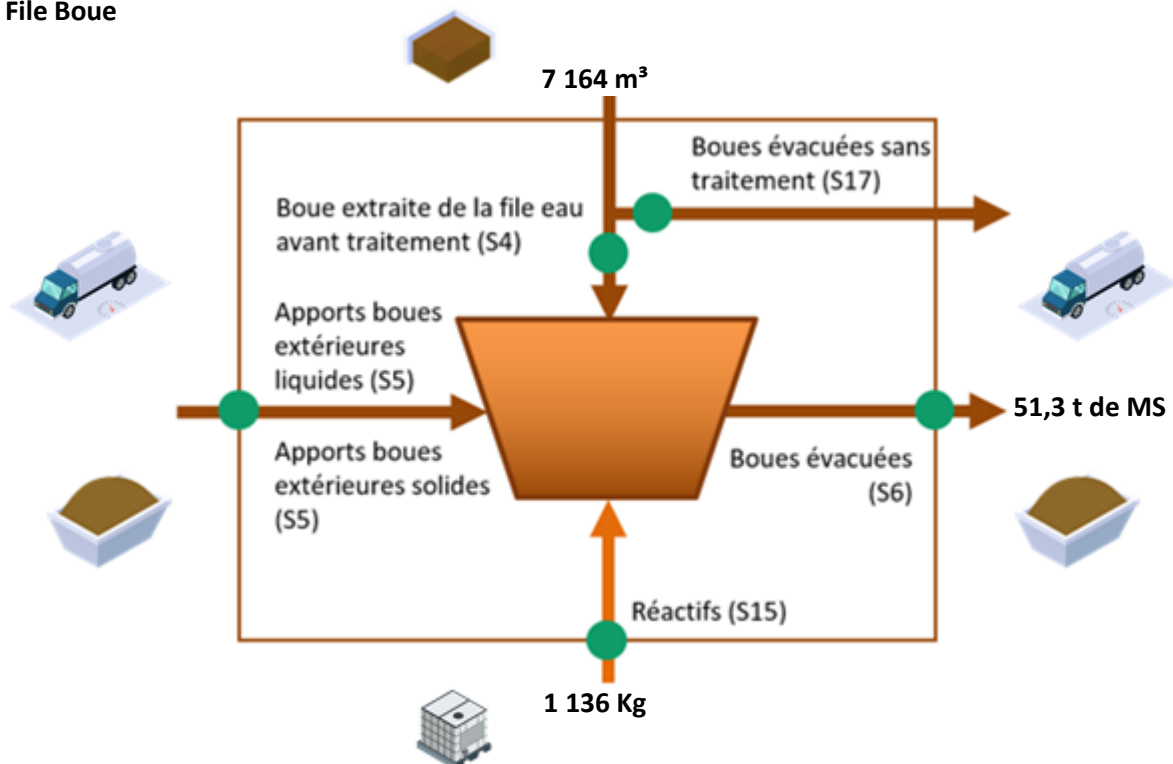 File Boue
7 164 m³
Boues évacuées sans
traitement (S17)
Boue extraite de la file eau
avant traitement (S4)
Apports boues
extérieures
liquides (S5)
51,3 t de MS
Apports boues
extérieures solides
(S5)
Boues évacuées
(S6)
Réactifs (S15)
1 136 Kg